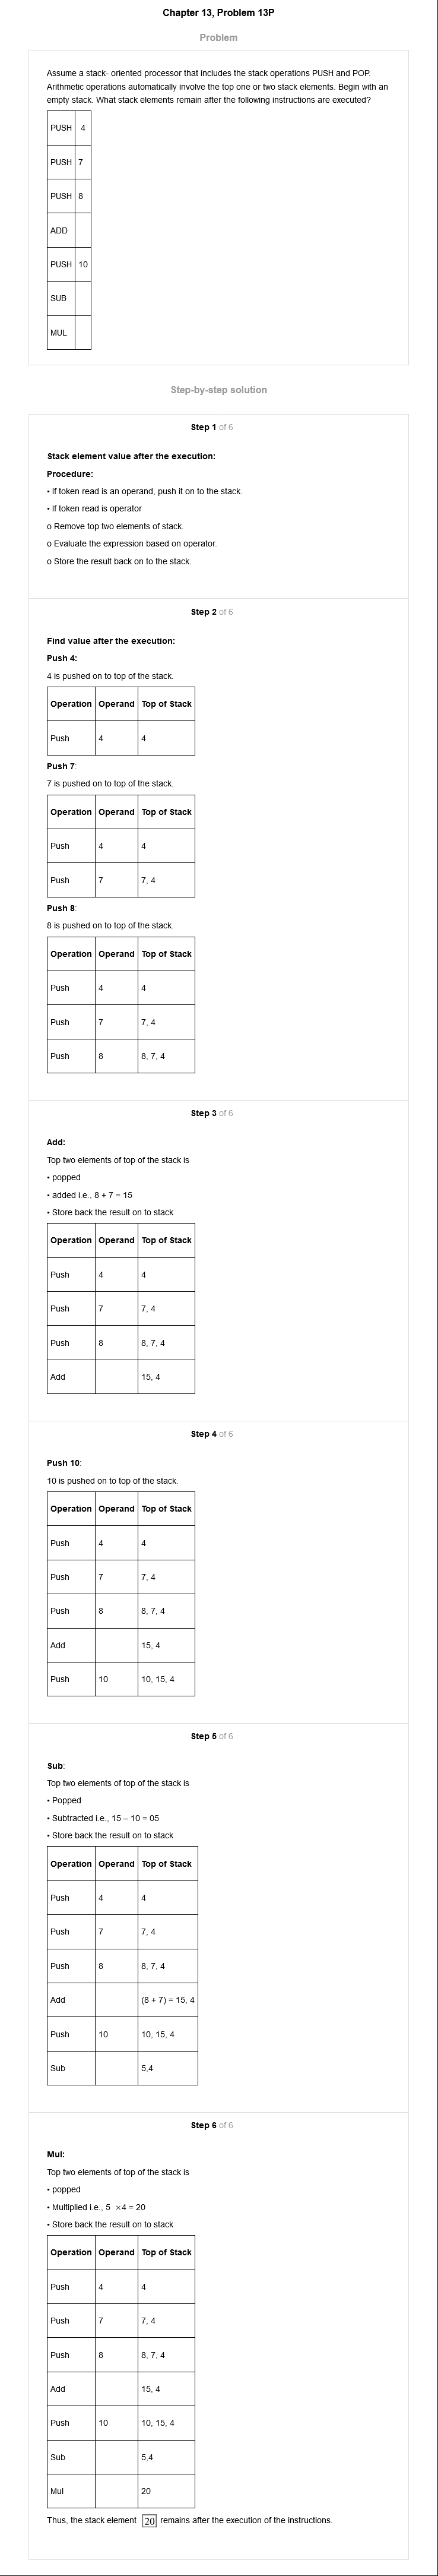 Chapter 13, Problem 13P
Problem
Assume a stack- oriented processor that includes the stack operations PUSH and POP.
Arithmetic operations automatically involve the top one or two stack elements. Begin with an
empty stack. What stack elements remain after the following instructions are executed?
PUSH 4
PUSH 7
PUSH 8
ADD
PUSH 10
SUB
MUL
Step-by-step solution
Step 1 of 6
Stack element value after the execution:
Procedure:
• If token read is an operand, push it on to the stack.
• If token read is operator
o Remove top two elements of stack.
o Evaluate the expression based on operator.
o Store the result back on to the stack.
Step 2 of 6
Find value after the execution:
Push 4:
4 is pushed on to top of the stack.
Operation Operand Top of Stack
Push 4 4
Push 7:
7 is pushed on to top of the stack.
Operation Operand Top of Stack
Push 4 4
Push 7 7, 4
Push 8:
8 is pushed on to top of the stack.
Operation Operand Top of Stack
Push 4 4
Push 7 7, 4
Push 8 8, 7, 4
Step 3 of 6
Add:
Top two elements of top of the stack is
• popped
• added i.e., 8 + 7 = 15
• Store back the result on to stack
Operation Operand Top of Stack
Push 4 4
Push 7 7, 4
Push 8 8, 7, 4
Add 15, 4
Step 4 of 6
Push 10:
10 is pushed on to top of the stack.
Operation Operand Top of Stack
Push 4 4
Push 7 7, 4
Push 8 8, 7, 4
Add 15, 4
Push 10 10, 15, 4
Step 5 of 6
Sub:
Top two elements of top of the stack is
• Popped
• Subtracted i.e., 15 – 10 = 05
• Store back the result on to stack
Operation Operand Top of Stack
Push 4 4
Push 7 7, 4
Push 8 8, 7, 4
Add (8 + 7) = 15, 4
Push 10 10, 15, 4
Sub 5,4
Step 6 of 6
Mul:
Top two elements of top of the stack is
• popped
• Multiplied i.e., 5 ×4 = 20
• Store back the result on to stack
Operation Operand Top of Stack
Push 4 4
Push 7 7, 4
Push 8 8, 7, 4
Add 15, 4
Push 10 10, 15, 4
Sub 5,4
Mul 20
Thus, the stack element 20 remains after the execution of the instructions.